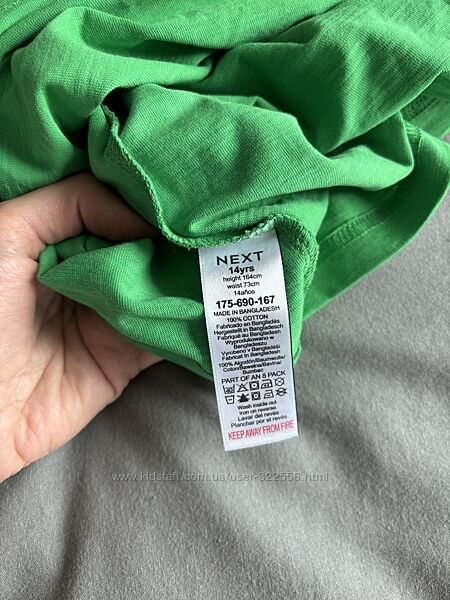 NEXT
14yrs
height 164cm
waist 73cm
14años
175-690-167
MADE IN BANGLADESH
100% COTTON
Fabricado en Bangladés
Hergestellt in Bangladesch
Fabriqué au Bangladesh
Wyprodukowano w
Bangladeszu
Vyrobeno v Bangladéši
Fabricat în Bangladesh
100% Algodón/Baumwolle/
Coton/Bawełna/Bavlna/
Bumbac
PART OF AN 8 PACK
Wash inside out
Iron on reverse
Lavar del revés
Planchar por el revés
KEEP AWAY FROM FIRE
www.kidstaff.com.ua/user-322556.html